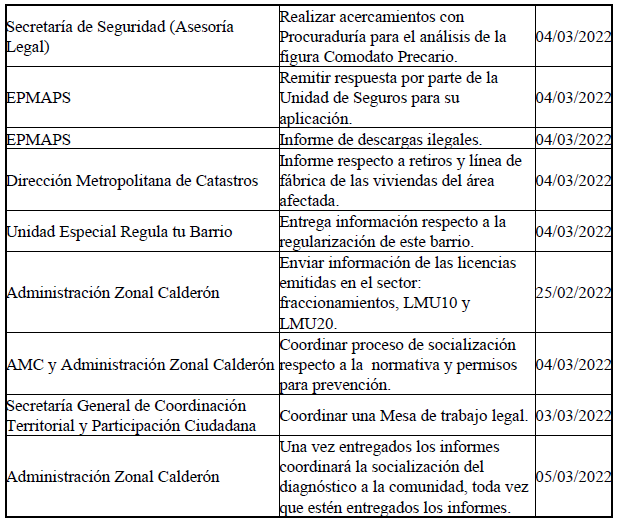 Secretaría de Seguridad (Asesoría
Legal)
Realizar acercamientos con
Procuraduría para el análisis de la
figura Comodato Precario.
04/03/2022
EPMAPS
Remitir respuesta por parte de la
Unidad de Seguros para su
aplicación.
04/03/2022
EPMAPS
Informe de descargas ilegales.
04/03/2022
Dirección Metropolitana de Catastros
Informe respecto a retiros y línea de
fábrica de las viviendas del área
afectada.
04/03/2022
Unidad Especial Regula tu Barrio
Entrega información respecto a la
regularización de este barrio.
04/03/2022
Administración Zonal Calderón
Enviar información de las licencias
emitidas en el sector:
fraccionamientos, LMU10 y
LMU20.
25/02/2022
AMC y Administración Zonal Calderón
Coordinar proceso de socialización
respecto a la normativa y permisos
para prevención.
04/03/2022
Secretaría General de Coordinación
Territorial y Participación Ciudadana
Coordinar una Mesa de trabajo legal.
03/03/2022
Administración Zonal Calderón
Una vez entregados los informes
coordinará la socialización del
diagnóstico a la comunidad, toda vez
que estén entregados los informes.
05/03/2022